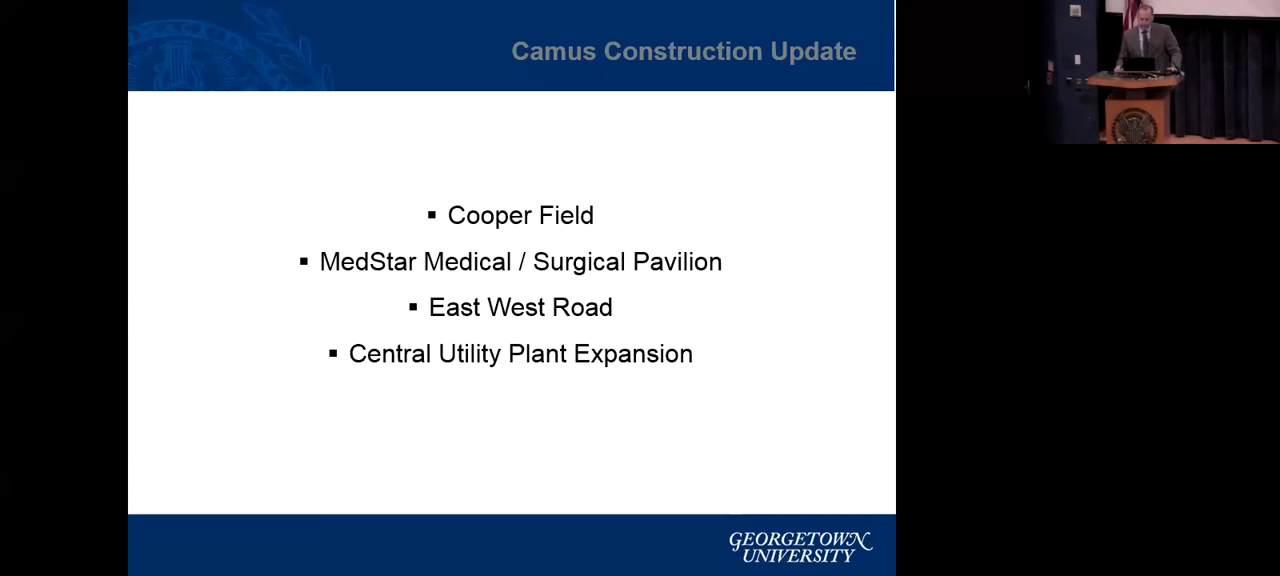 Camus Construction Update
▪ Cooper Field
▪ MedStar Medical / Surgical Pavilion
▪ East West Road
▪ Central Utility Plant Expansion
GEORGETOWN
UNIVERSITY